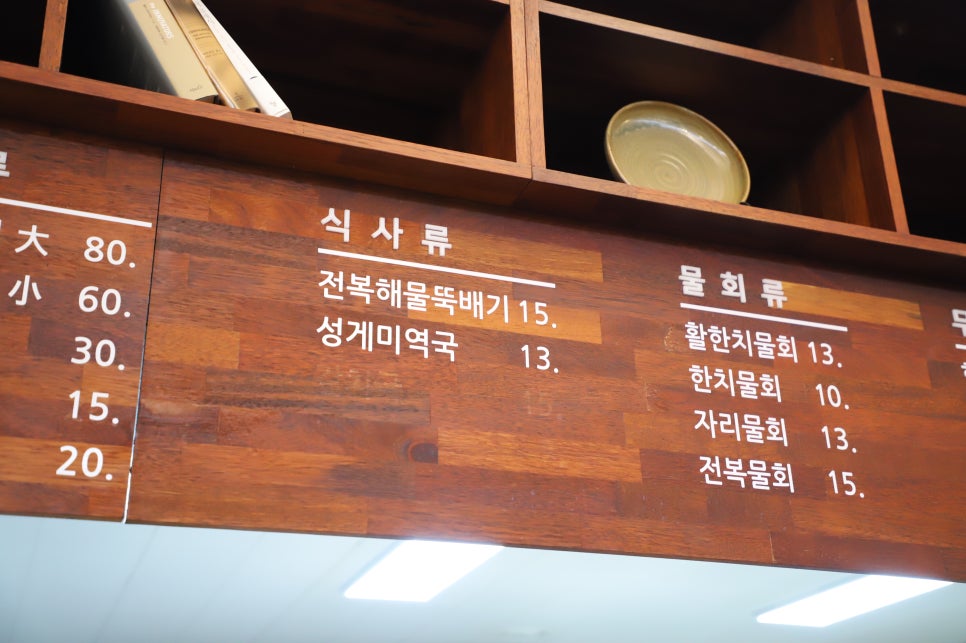 大 80.
小 60.
30.
15.
20.
식사류
전복해물뚝배기 15.
성게미역국 13.
물회류
활한치물회 13.
한치물회 10.
자리물회 13.
전복물회 15.